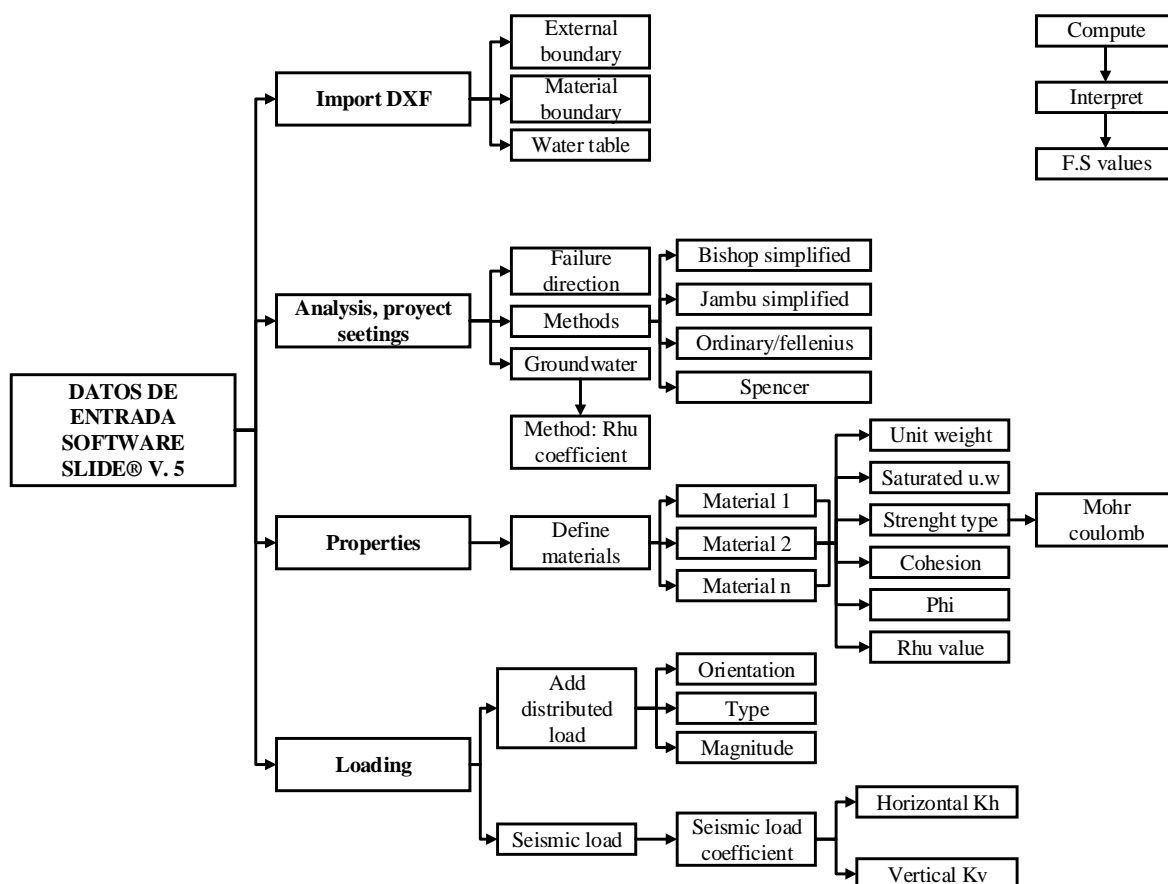 External
boundary
Import DXF
Material
boundary
Water table
Compute
Interpret
F.S values
Failure
direction
Analysis, proyect
seetings
Methods
Groundwater
Method: Rhu
coefficient
Bishop simplified
Jambu simplified
Ordinary/fellenius
Spencer
DATOS DE
ENTRADA
SOFTWARE
SLIDE® V. 5
Properties
Define
materials
Material 1
Material 2
Material n
Unit weight
Saturated u.w
Strenght type
Cohesion
Phi
Rhu value
Mohr
coulomb
Loading
Add
distributed
load
Orientation
Type
Magnitude
Seismic load
Seismic load
coefficient
Horizontal Kh
Vertical Kv